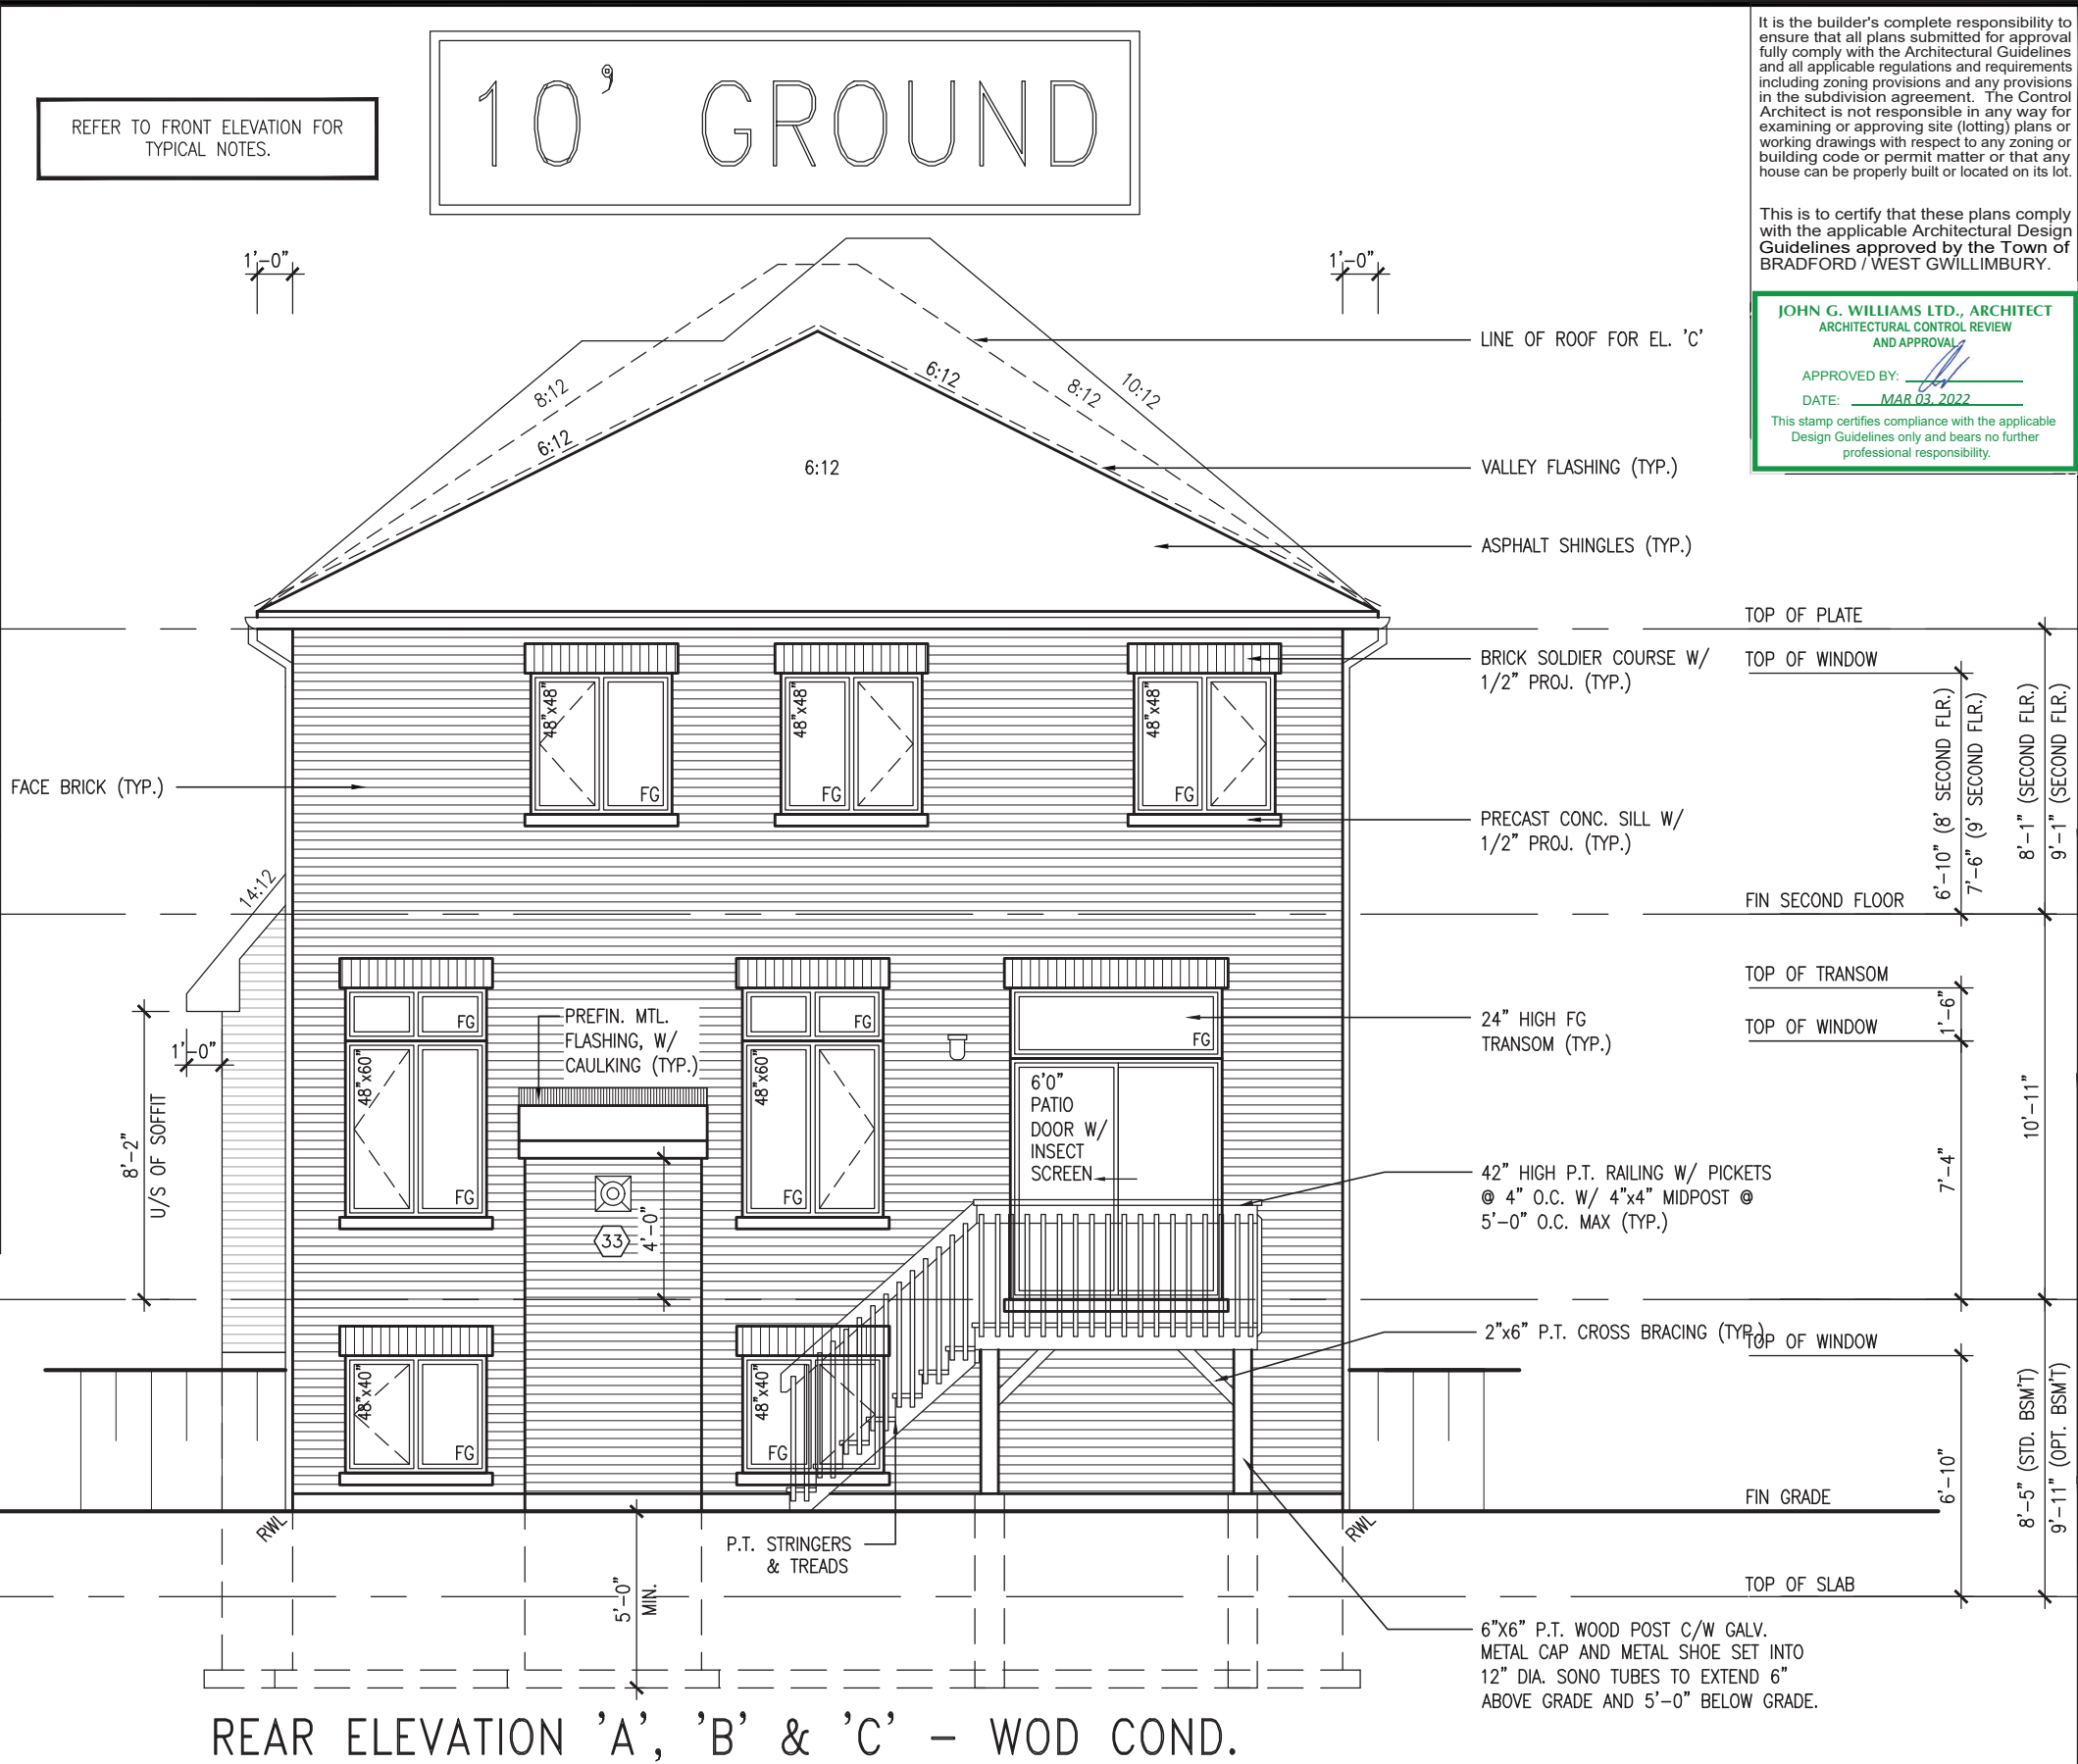 It is the builder's complete responsibility to
ensure that all plans submitted for approval
fully comply with the Architectural Guidelines
and all applicable regulations and requirements
including zoning provisions and any provisions
in the subdivision agreement. The Control
Architect is not responsible in any way for
examining or approving site (lotting) plans or
working drawings with respect to any zoning or
building code or permit matter or that any
house can be properly built or located on its lot.
This is to certify that these plans comply
with the applicable Architectural Design
Guidelines approved by the Town of
BRADFORD / WEST GWILLIMBURY.
JOHN G. WILLIAMS LTD., ARCHITECT
ARCHITECTURAL CONTROL REVIEW
AND APPROVAL
APPROVED BY:
DATE: MAR 03, 2022
This stamp certifies compliance with the applicable
Design Guidelines only and bears no further
professional responsibility.
10' GROUND
REFER TO FRONT ELEVATION FOR
TYPICAL NOTES.
1'-0"
1'-0"
LINE OF ROOF FOR EL. 'C'
8:12
6:12
6:12
8:12
10:12
6:12
VALLEY FLASHING (TYP.)
ASPHALT SHINGLES (TYP.)
TOP OF PLATE
BRICK SOLDIER COURSE W/
1/2" PROJ. (TYP.)
TOP OF WINDOW
48"x48"
FG
48"x48"
FG
48"x48"
FG
FACE BRICK (TYP.)
PRECAST CONC. SILL W/
1/2" PROJ. (TYP.)
6'-10" (8' SECOND FLR.)
7'-6" (9' SECOND FLR.)
8'-1" (SECOND FLR.)
9'-1" (SECOND FLR.)
14:12
FIN SECOND FLOOR
TOP OF TRANSOM
1'-6"
TOP OF WINDOW
10'-11"
7'-4"
24" HIGH FG
TRANSOM (TYP.)
FG
FG
FG
PREFIN. MTL.
FLASHING, W/
CAULKING (TYP.)
1'-0"
8'-2"
U/S OF SOFFIT
48"x60"
FG
48"x60"
FG
6'0"
PATIO
DOOR W/
INSECT
SCREEN
33
4'-0"
42" HIGH P.T. RAILING W/ PICKETS
@ 4" O.C. W/ 4"x4" MIDPOST @
5'-0" O.C. MAX (TYP.)
2"x6" P.T. CROSS BRACING (TYP.)
TOP OF WINDOW
48"x40"
FG
48"x40"
FG
6'-10"
8'-5" (STD. BSM'T)
9'-11" (OPT. BSM'T)
FIN GRADE
RWL
RWL
P.T. STRINGERS
& TREADS
5'-0"
MIN.
TOP OF SLAB
6"X6" P.T. WOOD POST C/W GALV.
METAL CAP AND METAL SHOE SET INTO
12" DIA. SONO TUBES TO EXTEND 6"
ABOVE GRADE AND 5'-0" BELOW GRADE.
REAR ELEVATION 'A', 'B' & 'C' - WOD COND.